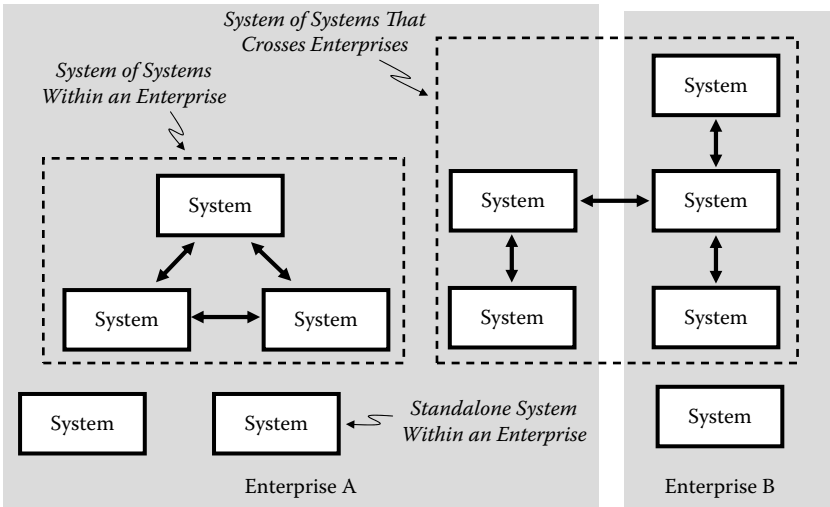 System of Systems That
Crosses Enterprises
System of Systems
Within an Enterprise
System
System
System
System
System
System
System
System
System
System
Standalone System
Within an Enterprise
System
Enterprise A
Enterprise B